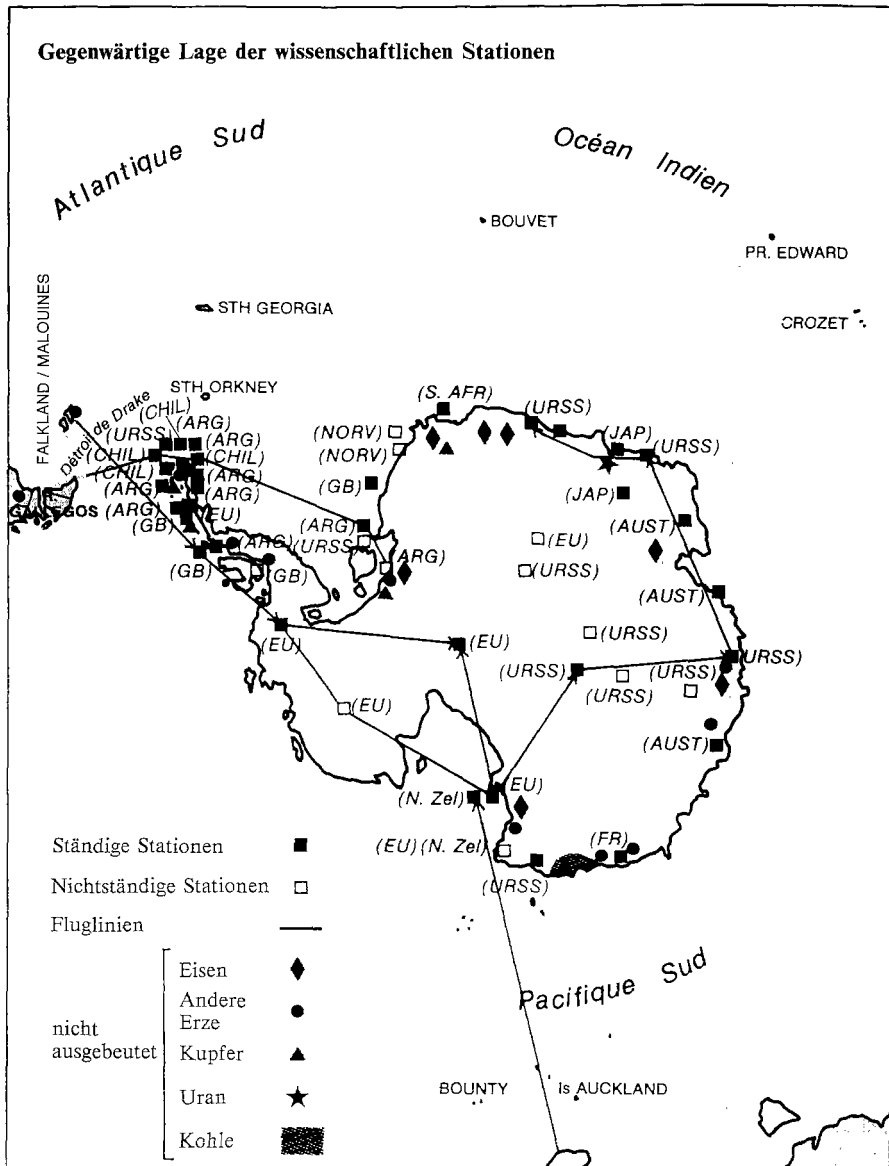 Gegenwärtige Lage der wissenschaftlichen Stationen
Atlantique Sud
Océan Indien
BOUVET
PR. EDWARD
CROZET
STH GEORGIA
FALKLAND / MALOUINES
Détroit de Drake
STH ORKNEY
(CHIL)
(URSS)
(ARG)
(ARG)
(CHIL)
(CHIL)
(CHIL)
(ARG)
(ARG)
(ARG)
(ARG)
(EU)
(GB)
(ARG)
(GB)
(GB)
(S. AFR)
(URSS)
(NORV)
(NORV)
(JAP)
(URSS)
(GB)
(JAP)
(ARG)
(URSS)
(ARG)
(EU)
(URSS)
(AUST)
(AUST)
(URSS)
(EU)
(EU)
(URSS)
(URSS)
(URSS)
(URSS)
(EU)
(AUST)
(N. Zel)
(EU)
(EU) (N. Zel)
(FR)
(URSS)
Ständige Stationen
Nichtständige Stationen
Fluglinien
nicht
ausgebeutet
Eisen
Andere
Erze
Kupfer
Uran
Kohle
Pacifique Sud
BOUNTY
Is AUCKLAND